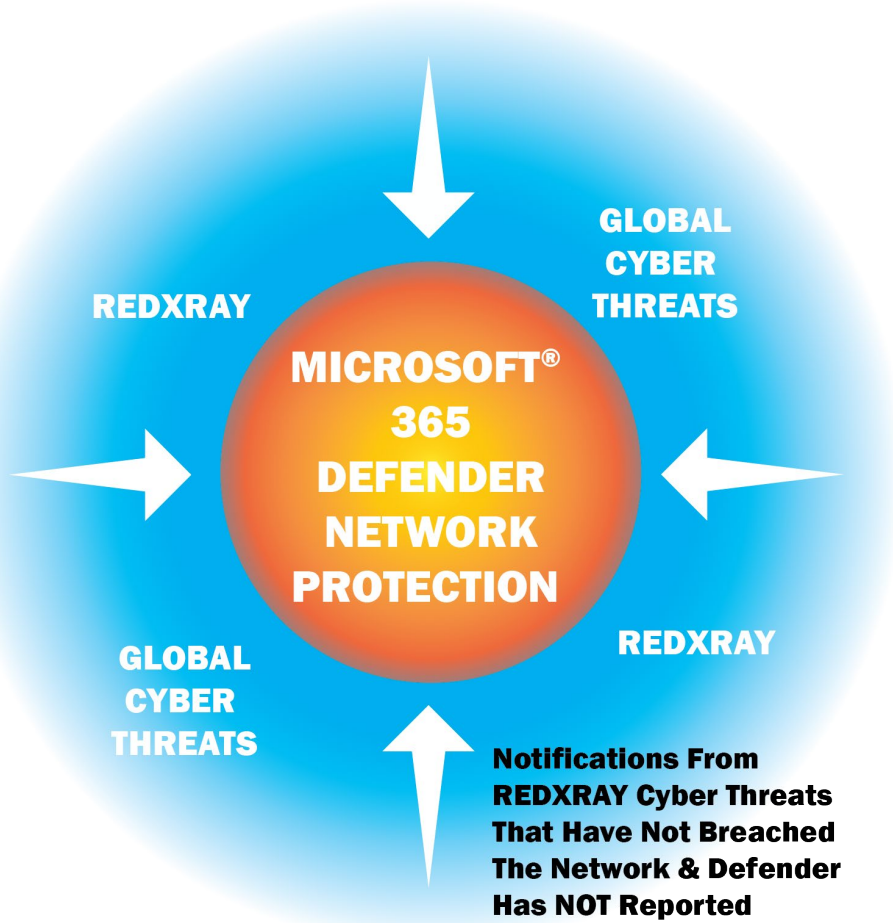 GLOBAL
CYBER
THREATS
REDXRAY
MICROSOFT®
365
DEFENDER
NETWORK
PROTECTION
REDXRAY
GLOBAL
CYBER
THREATS
Notifications From
REDXRAY Cyber Threats
That Have Not Breached
The Network & Defender
Has NOT Reported